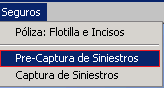 Seguros
Póliza: Flotilla e Incisos
Pre-Captura de Siniestros
Captura de Siniestros